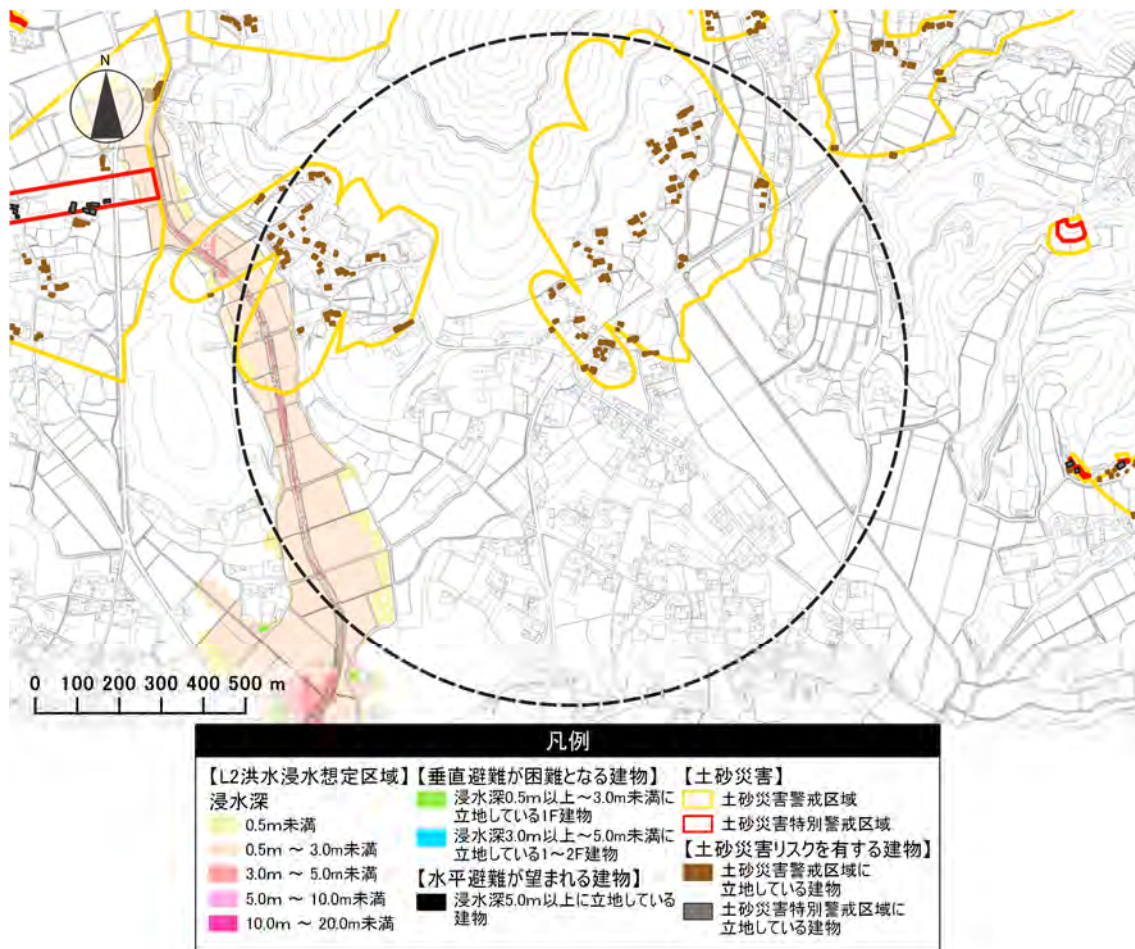 N
0 100 200 300 400 500 m
凡例
【L2洪水浸水想定区域】
浸水深
0.5m未満
0.5m ～ 3.0m未満
3.0m ～ 5.0m未満
5.0m ～ 10.0m未満
10.0m ～ 20.0m未満
【垂直避難が困難となる建物】
浸水深0.5m以上～3.0m未満に
立地している1F建物
浸水深3.0m以上～5.0m未満に
立地している1～2F建物
【水平避難が望まれる建物】
浸水深5.0m以上に立地している
建物
【土砂災害】
土砂災害警戒区域
土砂災害特別警戒区域
【土砂災害リスクを有する建物】
土砂災害警戒区域に
立地している建物
土砂災害特別警戒区域に
立地している建物